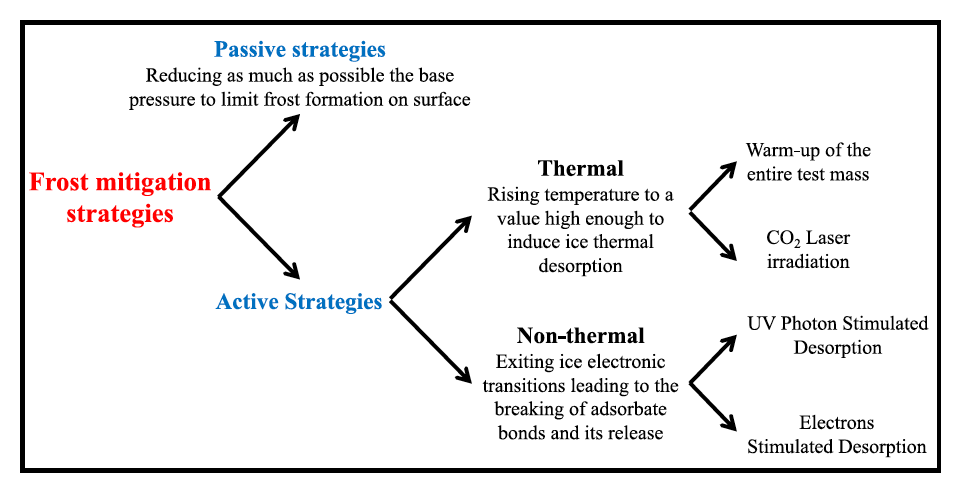 Passive strategies
Reducing as much as possible the base
pressure to limit frost formation on surface
Frost mitigation
strategies
Active Strategies
Thermal
Rising temperature to a
value high enough to
induce ice thermal
desorption
Warm-up of the
entire test mass
CO₂ Laser
irradiation
Non-thermal
Exiting ice electronic
transitions leading to the
breaking of adsorbate
bonds and its release
UV Photon Stimulated
Desorption
Electrons
Stimulated Desorption